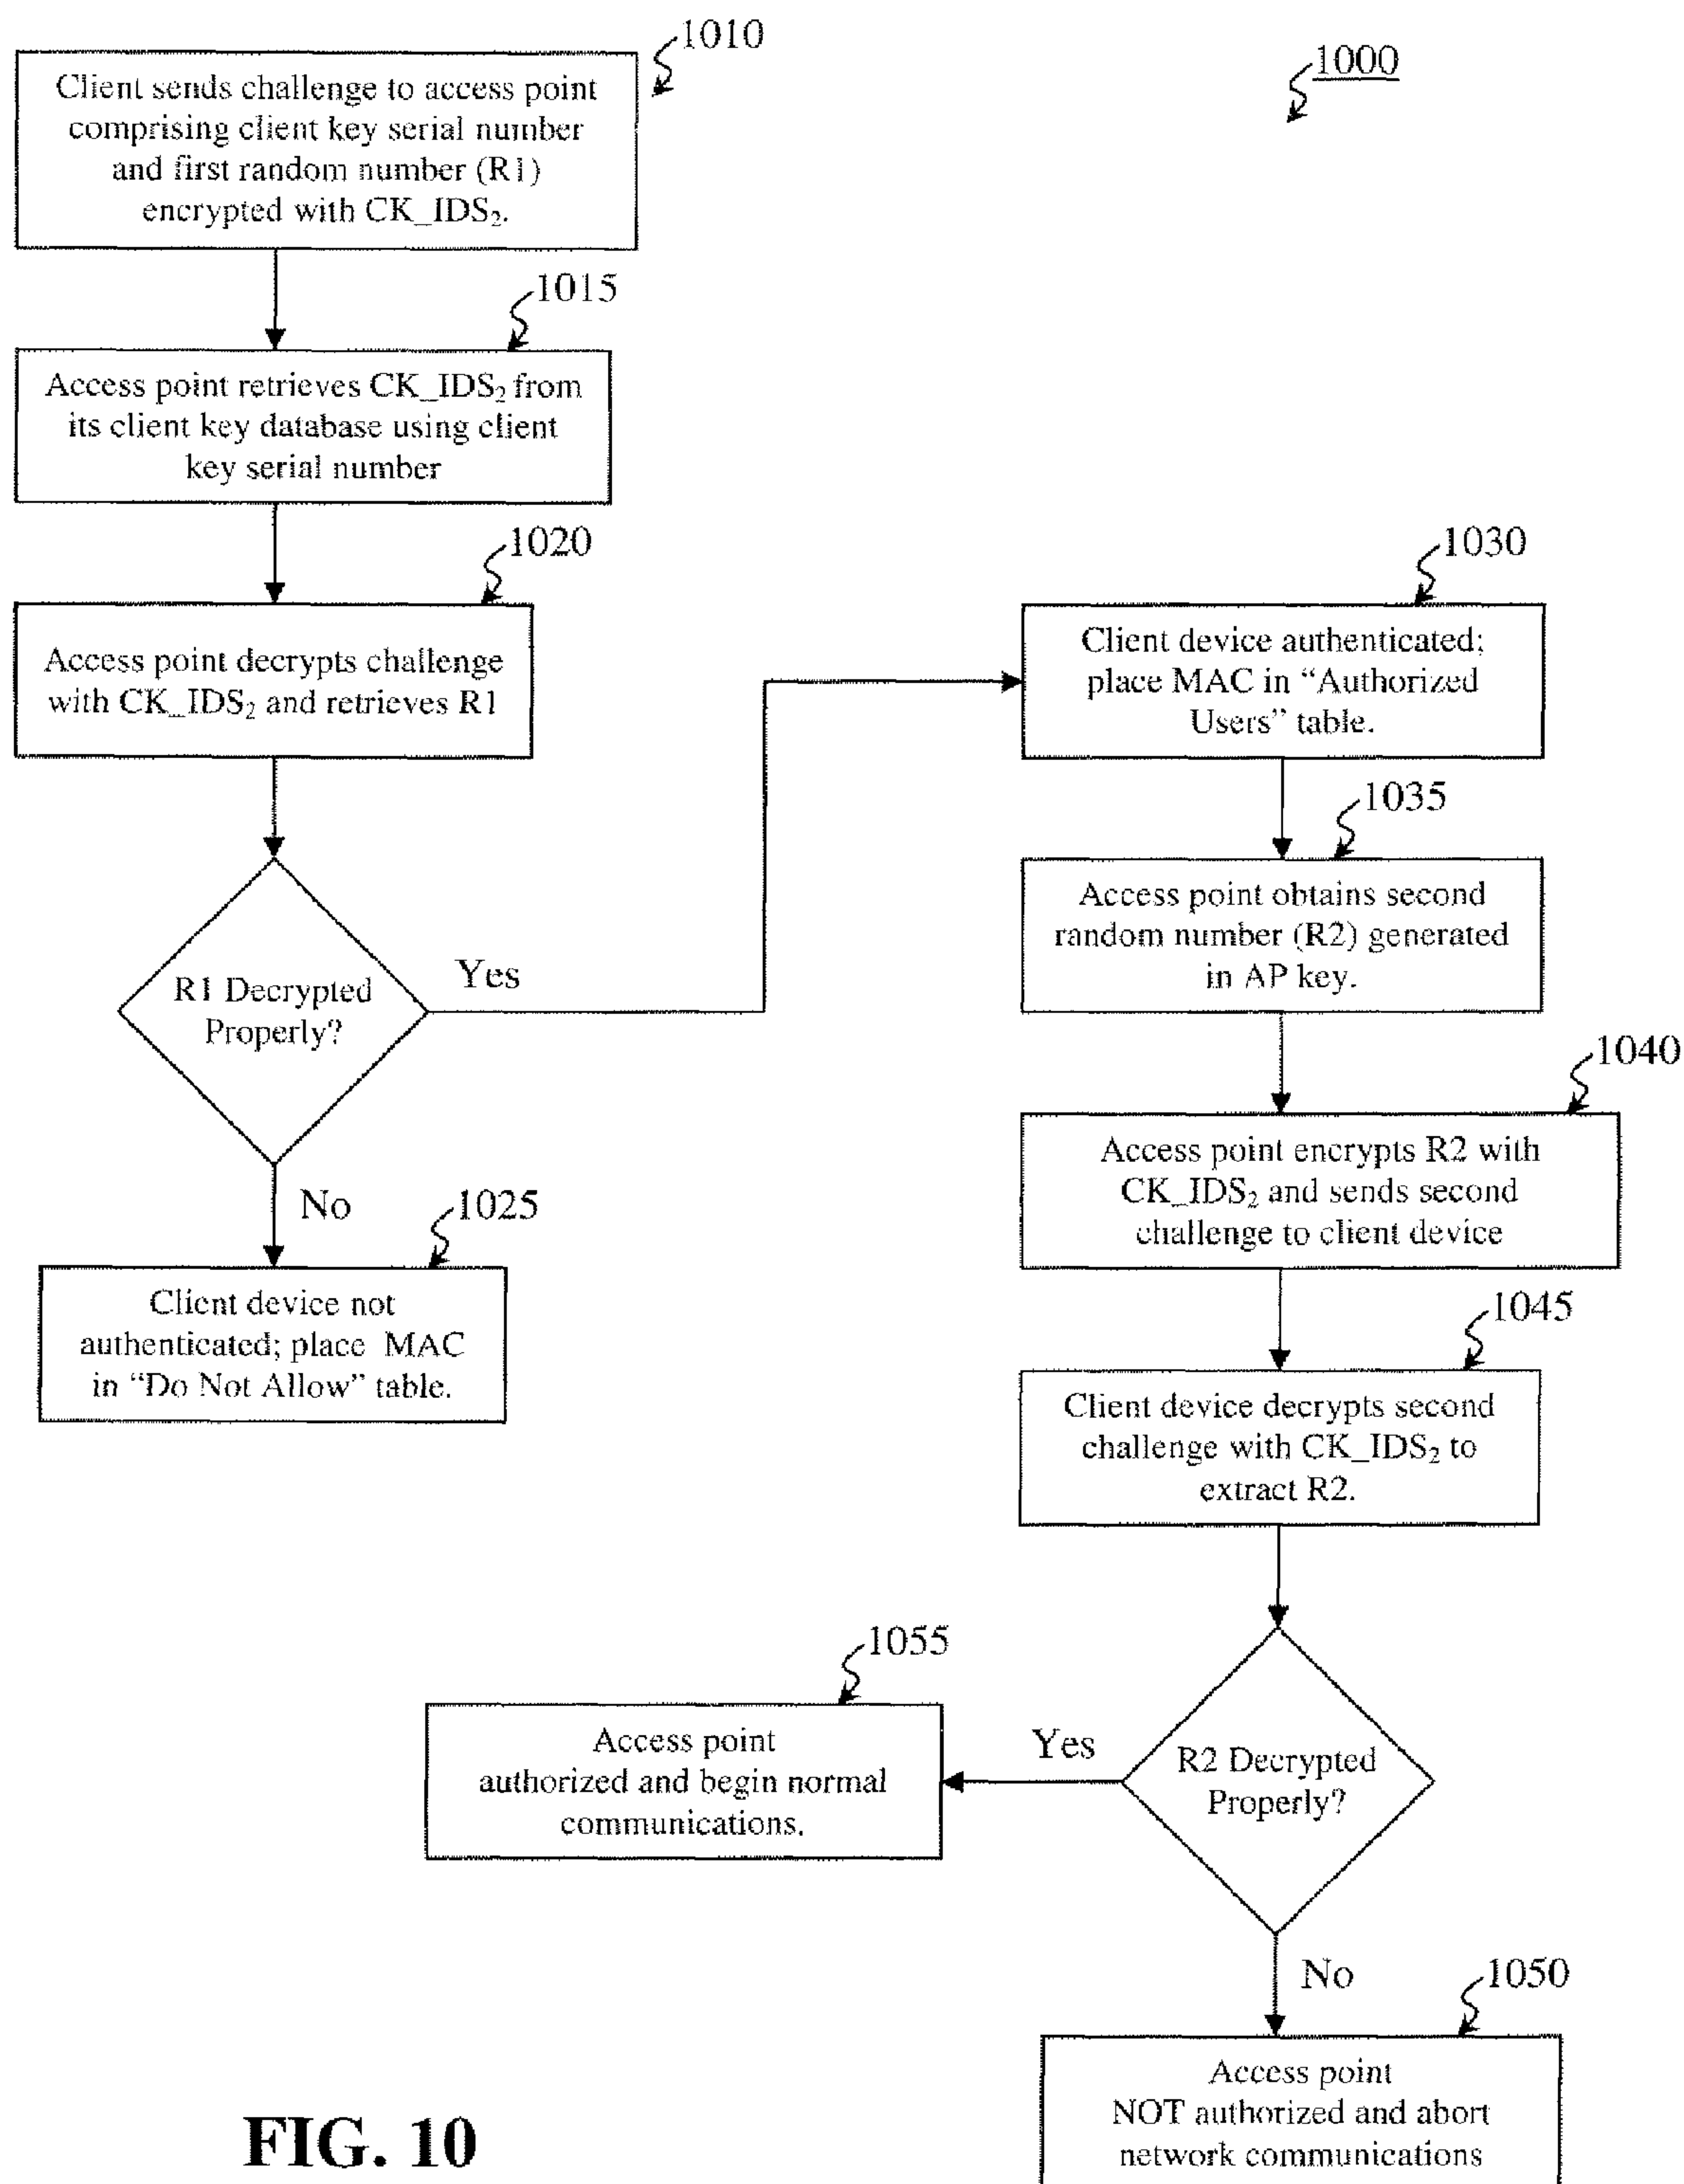 1010
1000
Client sends challenge to access point
comprising client key serial number
and first random number (R1)
encrypted with CK_IDS₂.
1015
Access point retrieves CK_IDS₂ from
its client key database using client
key serial number
1020
Access point decrypts challenge
with CK_IDS₂ and retrieves R1
R1 Decrypted
Properly?
Yes
No
1025
Client device not
authenticated; place MAC
in “Do Not Allow” table.
1030
Client device authenticated;
place MAC in “Authorized
Users” table.
1035
Access point obtains second
random number (R2) generated
in AP key.
1040
Access point encrypts R2 with
CK_IDS₂ and sends second
challenge to client device
1045
Client device decrypts second
challenge with CK_IDS₂ to
extract R2.
R2 Decrypted
Properly?
Yes
1055
Access point
authorized and begin normal
communications.
No
1050
Access point
NOT authorized and abort
network communications
FIG. 10